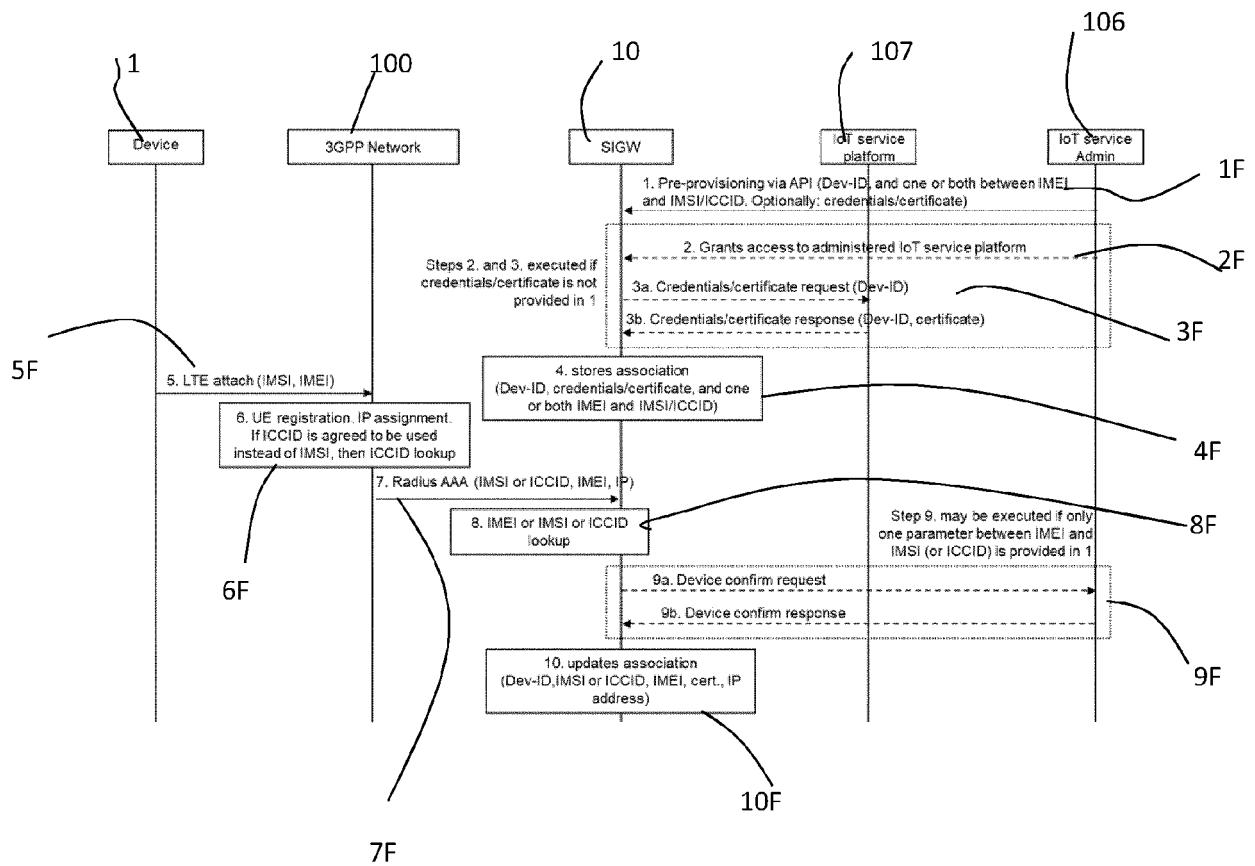 1
100
10
107
106
Device
3GPP Network
SIGW
IoT service
platform
IoT service
Admin
1. Pre-provisioning via API (Dev-ID, and one or both between IMEI
and IMSI/ICCID. Optionally: credentials/certificate)
1F
2. Grants access to administered IoT service platform
2F
Steps 2. and 3. executed if
credentials/certificate is not
provided in 1
3a. Credentials/certificate request (Dev-ID)
3b. Credentials/certificate response (Dev-ID, certificate)
3F
5F
4. stores association
(Dev-ID, credentials/certificate, and one
or both IMEI and IMSI/ICCID)
4F
5. LTE attach (IMSI, IMEI)
6. UE registration. IP assignment.
If ICCID is agreed to be used
instead of IMSI, then ICCID lookup
6F
7. Radius AAA (IMSI or ICCID, IMEI, IP)
8. IMEI or IMSI or ICCID
lookup
8F
Step 9. may be executed if only
one parameter between IMEI and
IMSI (or ICCID) is provided in 1
9a. Device confirm request
9b. Device confirm response
9F
10. updates association
(Dev-ID,IMSI or ICCID, IMEI, cert., IP
address)
10F
7F